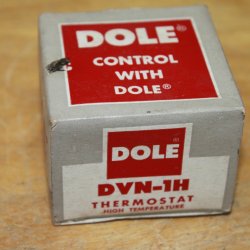 DOLE®
CONTROL
WITH
DOLE®
DOLE®
DVN-1H
THERMOSTAT
HIGH TEMPERATURE